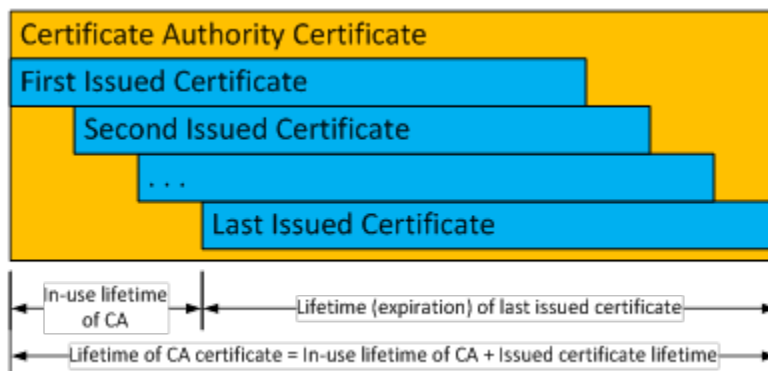 Certificate Authority Certificate
First Issued Certificate
Second Issued Certificate
. . .
Last Issued Certificate
In-use lifetime
of CA
Lifetime (expiration) of last issued certificate
Lifetime of CA certificate = In-use lifetime of CA + Issued certificate lifetime